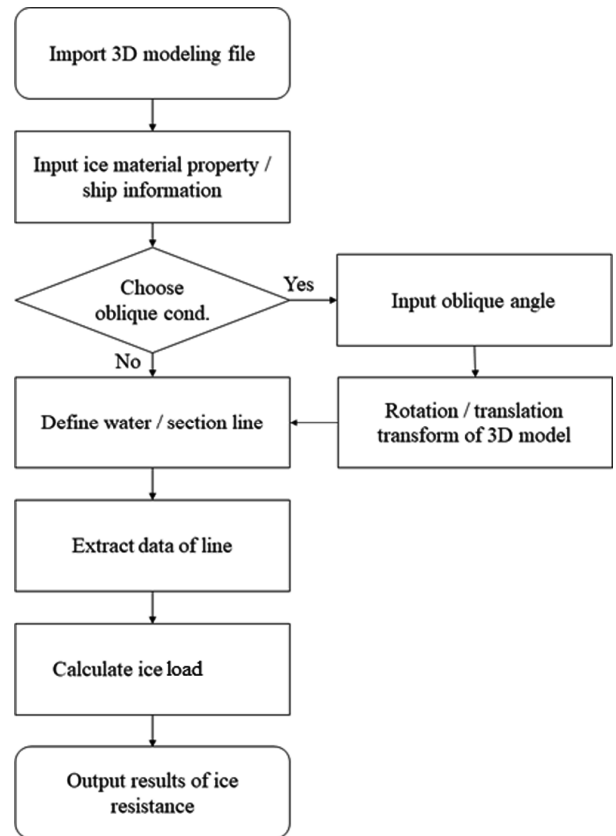 Import 3D modeling file
Input ice material property /
ship information
Choose
oblique cond.
Yes
Input oblique angle
No
Define water / section line
Rotation / translation
transform of 3D model
Extract data of line
Calculate ice load
Output results of ice
resistance